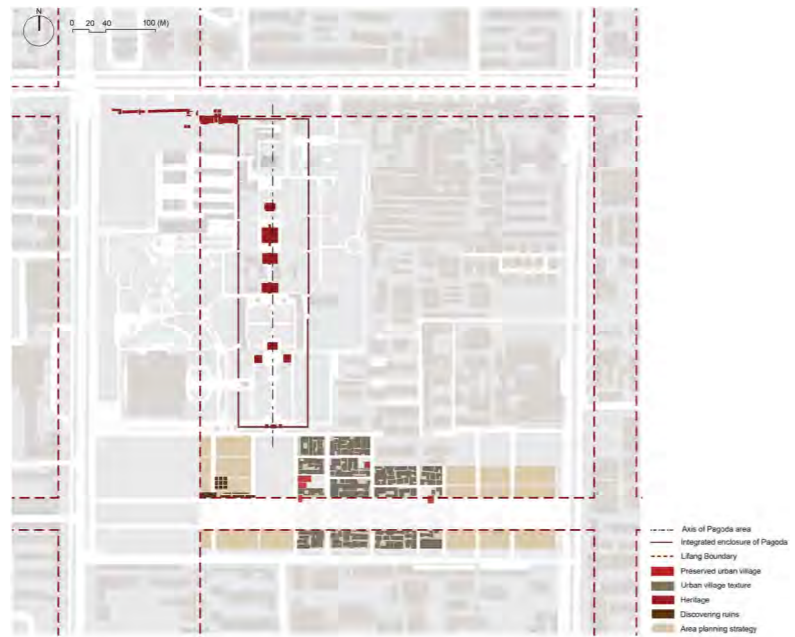 N
0 20 40 100 (M)
Axis of Pagoda area
Integrated enclosure of Pagoda
Lifang Boundary
Preserved urban village
Urban village texture
Heritage
Discovering ruins
Area planning strategy